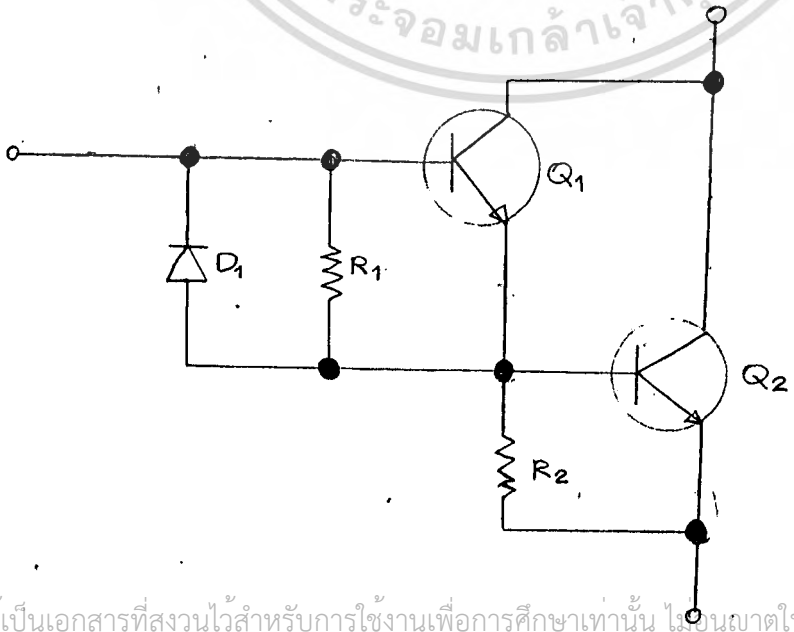 ระจอมเกล้าเจ้า
Q1
D1
R1
Q2
R2
เป็นเอกสารที่สงวนไว้สำหรับการใช้งานเพื่อการศึกษาเท่านั้น ไม่อนุญาตใ